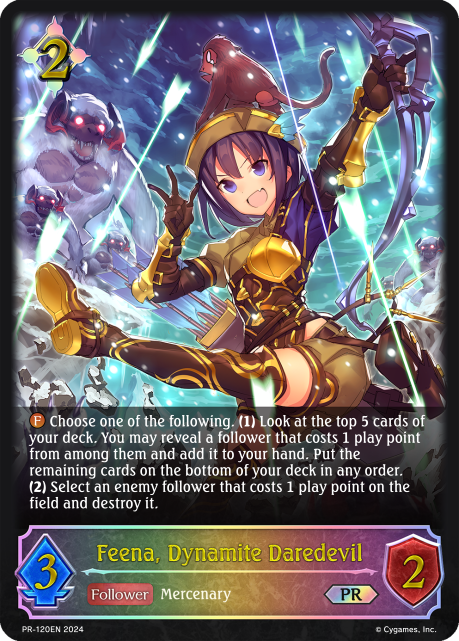 2
F Choose one of the following. (1) Look at the top 5 cards of
your deck. You may reveal a follower that costs 1 play point
from among them and add it to your hand. Put the
remaining cards on the bottom of your deck in any order.
(2) Select an enemy follower that costs 1 play point on the
field and destroy it.
Feena, Dynamite Daredevil
3
Follower Mercenary
PR
2
PR-120EN 2024
© Cygames, Inc.